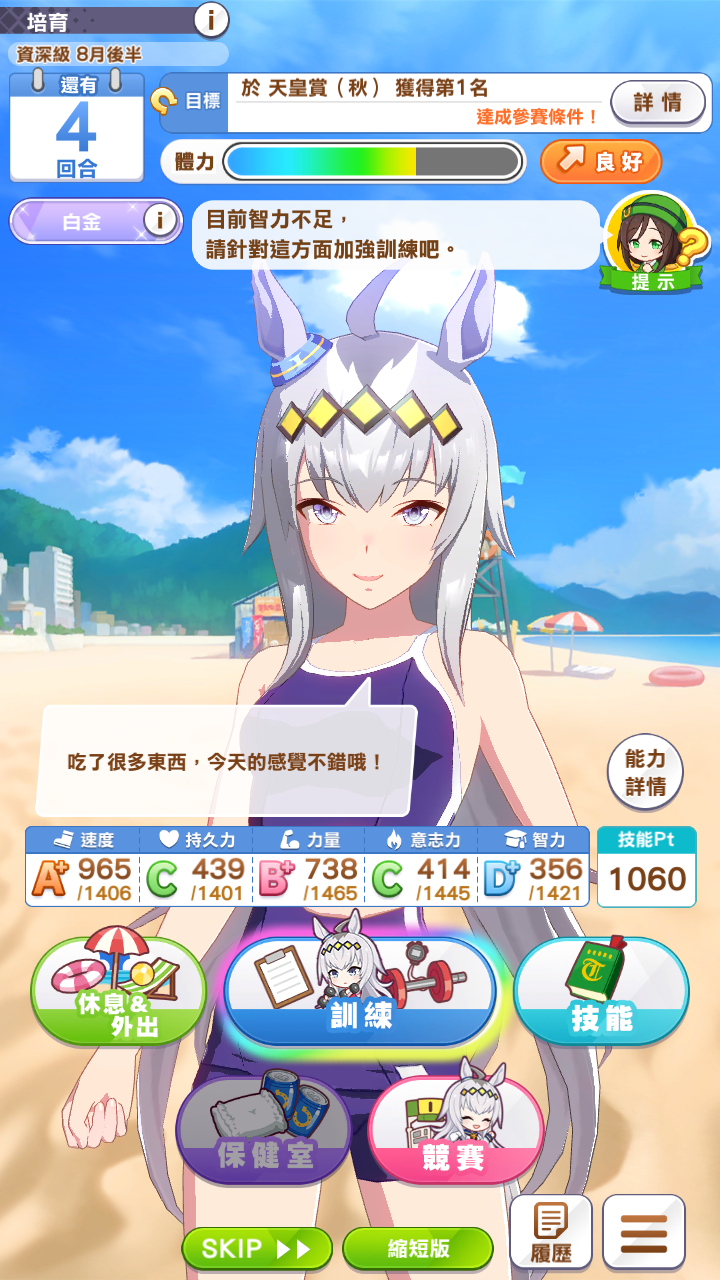 培育
i
資深級 8月後半
還有
4
回合
目標
於 天皇賞（秋） 獲得第1名
達成參賽條件！
詳情
體力
良好
白金
i
目前智力不足，
請針對這方面加強訓練吧。
提示
吃了很多東西，今天的感覺不錯哦！
能力
詳情
速度 持久力 力量 意志力 智力 技能Pt
A+ 965 /1406
C 439 /1401
B+ 738 /1465
C 414 /1445
D+ 356 /1421
1060
休息&
外出
訓練
技能
保健室
競賽
SKIP
縮短版
履歷